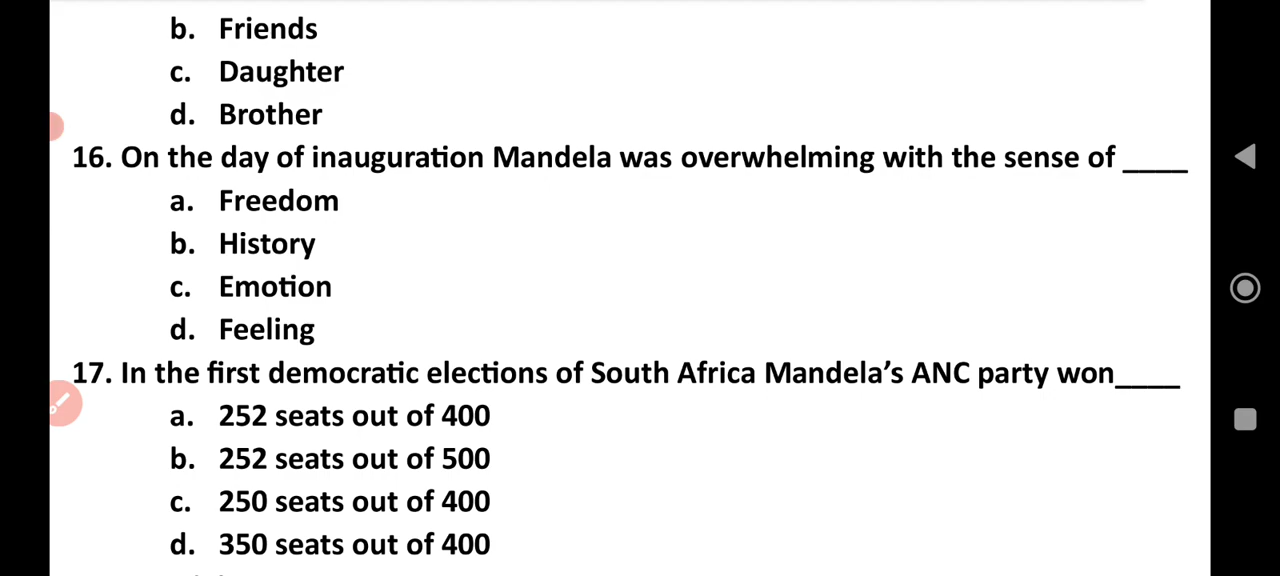 b. Friends
c. Daughter
d. Brother
16. On the day of inauguration Mandela was overwhelming with the sense of ____
a. Freedom
b. History
c. Emotion
d. Feeling
17. In the first democratic elections of South Africa Mandela’s ANC party won____
a. 252 seats out of 400
b. 252 seats out of 500
c. 250 seats out of 400
d. 350 seats out of 400